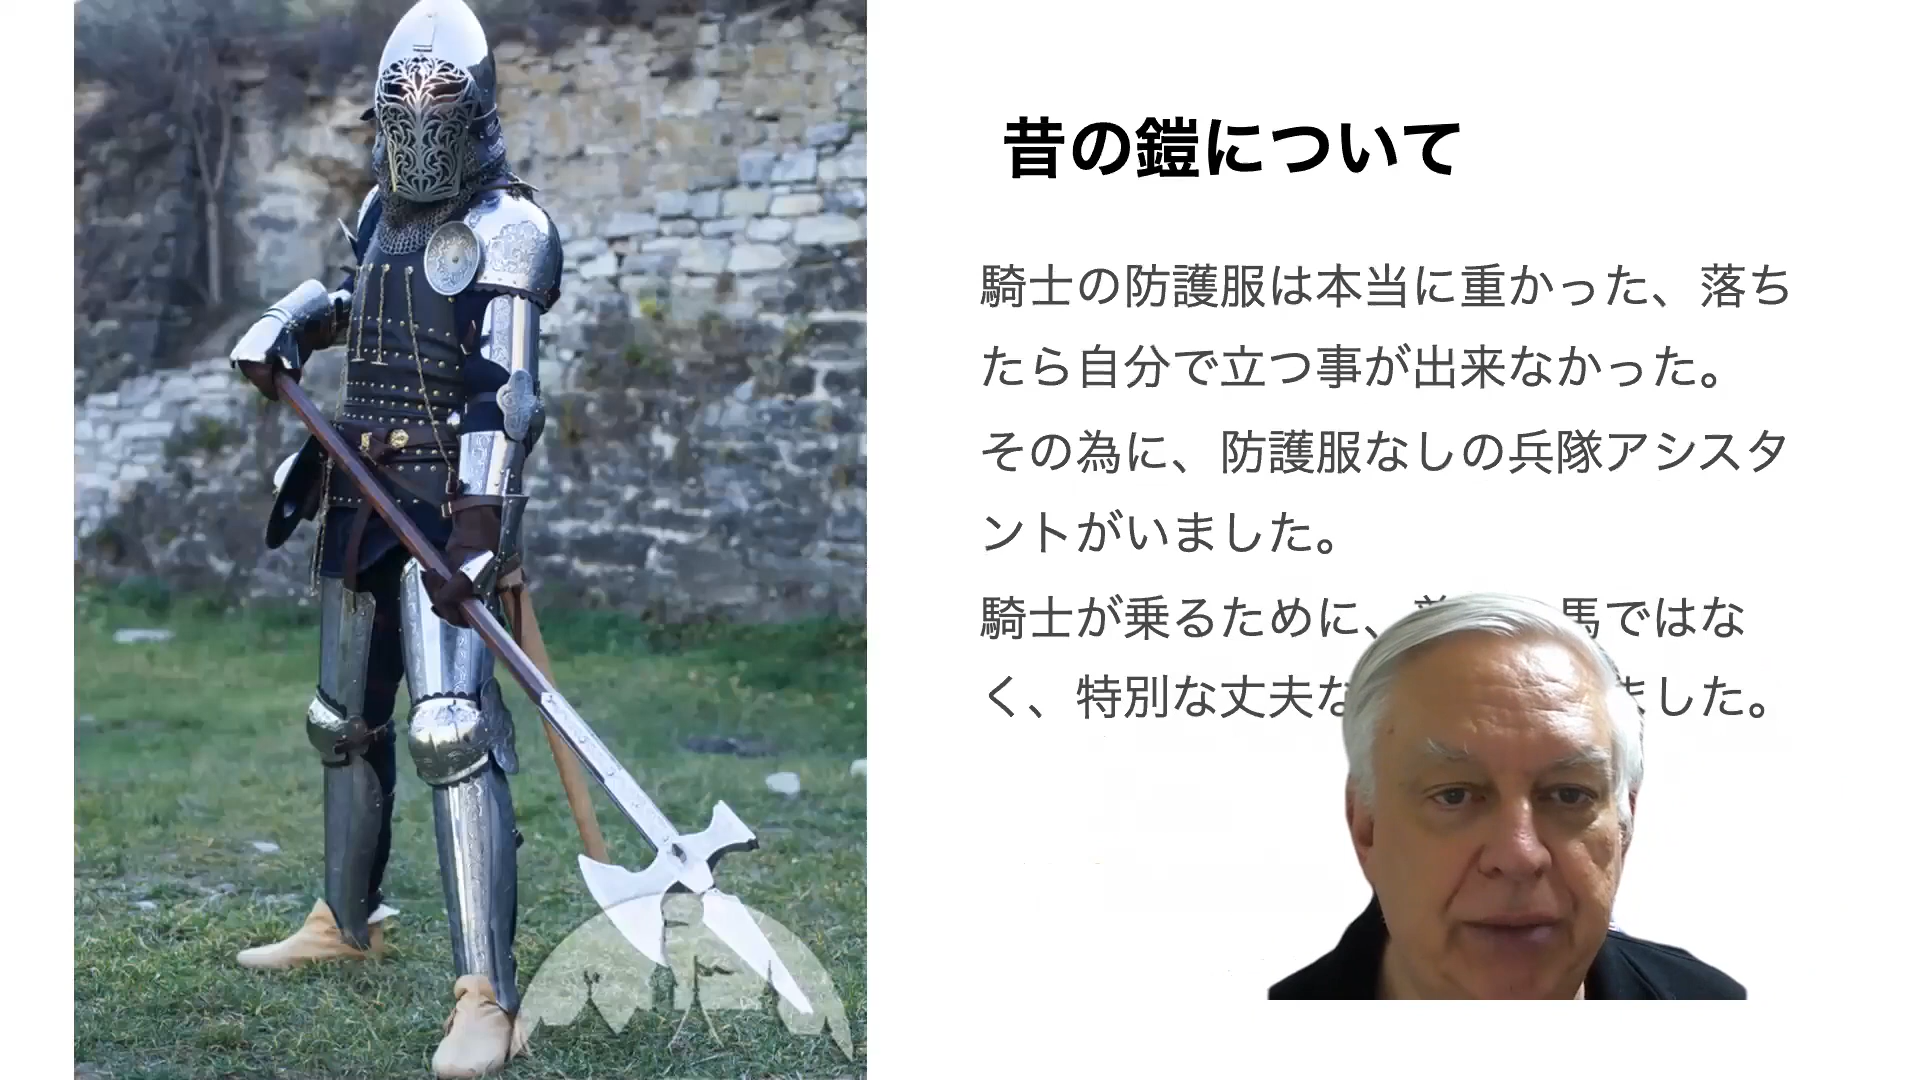 昔の鎧について
騎士の防護服は本当に重かった、落ち
たら自分で立つ事が出来なかった。
その為に、防護服なしの兵隊アシスタ
ントがいました。
騎士が乗るために、 馬ではな
く、特別な丈夫な ました。